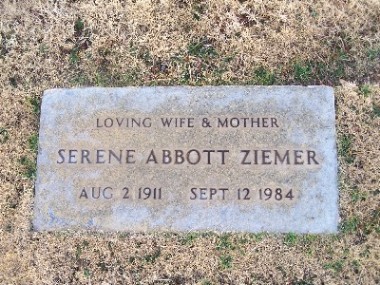 LOVING WIFE & MOTHER
SERENE ABBOTT ZIEMER
AUG 2 1911 SEPT 12 1984